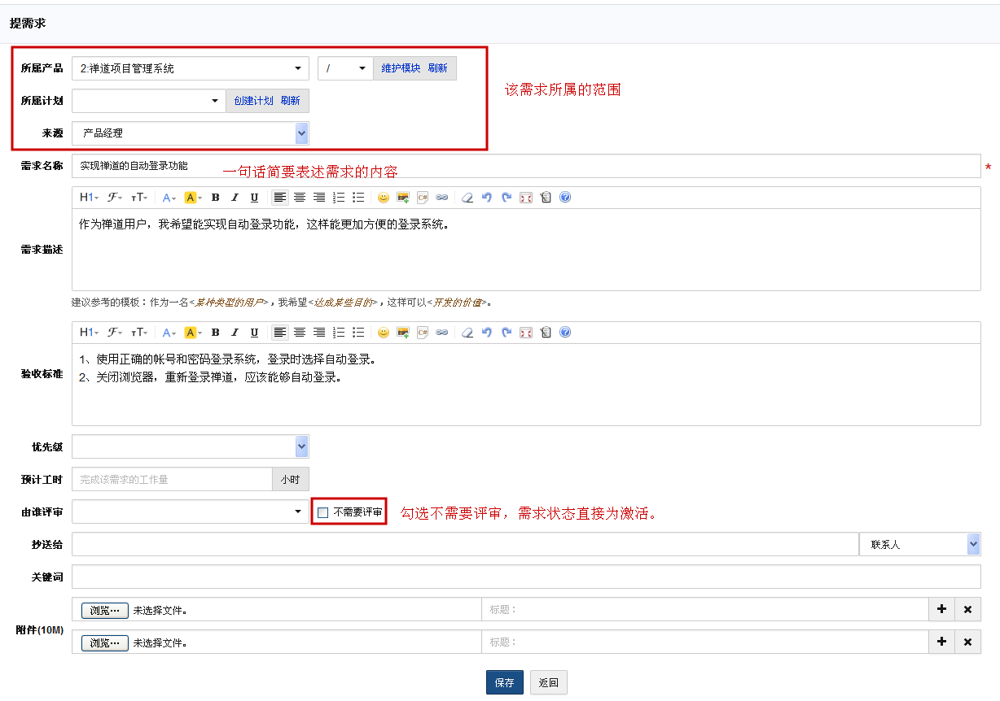 提需求
所属产品 2:禅道项目管理系统 / 维护模块 刷新
该需求所属的范围
所属计划 创建计划 刷新
来源 产品经理
需求名称 实现禅道的自动登录功能 一句话简要表述需求的内容 *
H1 F TT A A B I U
作为禅道用户，我希望能实现自动登录功能，这样能更加方便的登录系统。
需求描述
建议参考的模板：作为一名<某种类型的用户>，我希望<达成某些目的>，这样可以<开发的价值>。
H1 F TT A A B I U
1、使用正确的帐号和密码登录系统，登录时选择自动登录。
验收标准
2、关闭浏览器，重新登录禅道，应该能够自动登录。
优先级
预计工时 完成该需求的工作量 小时
由谁评审 不需要评审 勾选不需要评审，需求状态直接为激活。
抄送给 联系人
关键词
附件(10M)
浏览… 未选择文件。 标题：
浏览… 未选择文件。 标题：
保存 返回